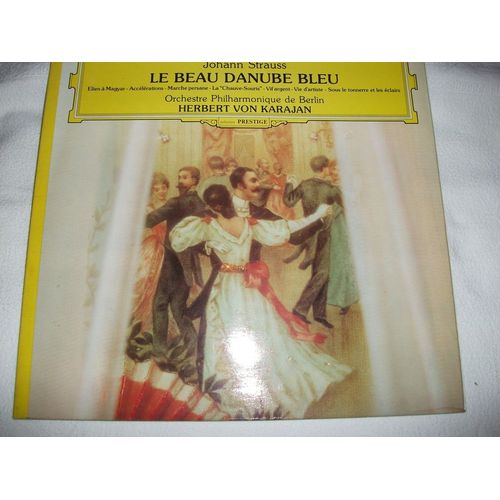 Johann Strauss
LE BEAU DANUBE BLEU
Eljen à Magyar · Accélérations · Marche persane · La "Chauve-Souris" · Vif argent · Vie d'artiste · Sous le tonnerre et les éclairs
Orchestre Philharmonique de Berlin
HERBERT VON KARAJAN
PRESTIGE